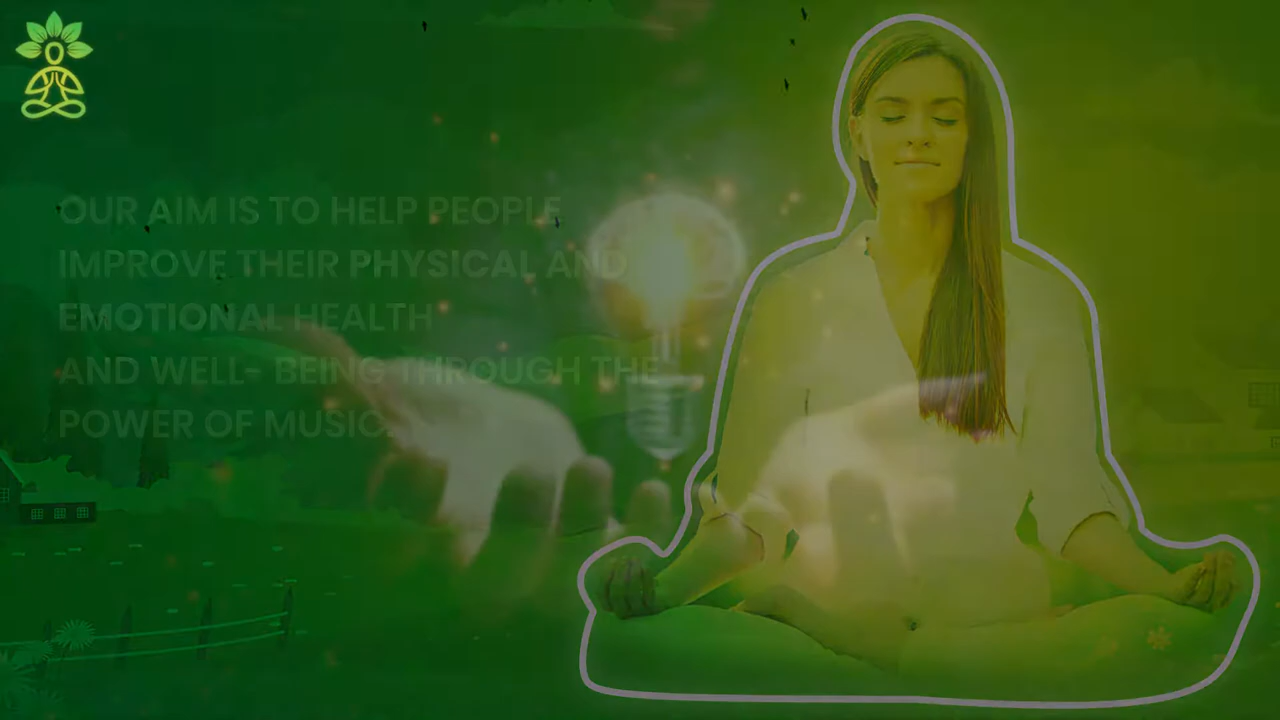 OUR AIM IS TO HELP PEOPLE
IMPROVE THEIR PHYSICAL AND
EMOTIONAL HEALTH
AND WELL- BEING THROUGH THE
POWER OF MUSIC